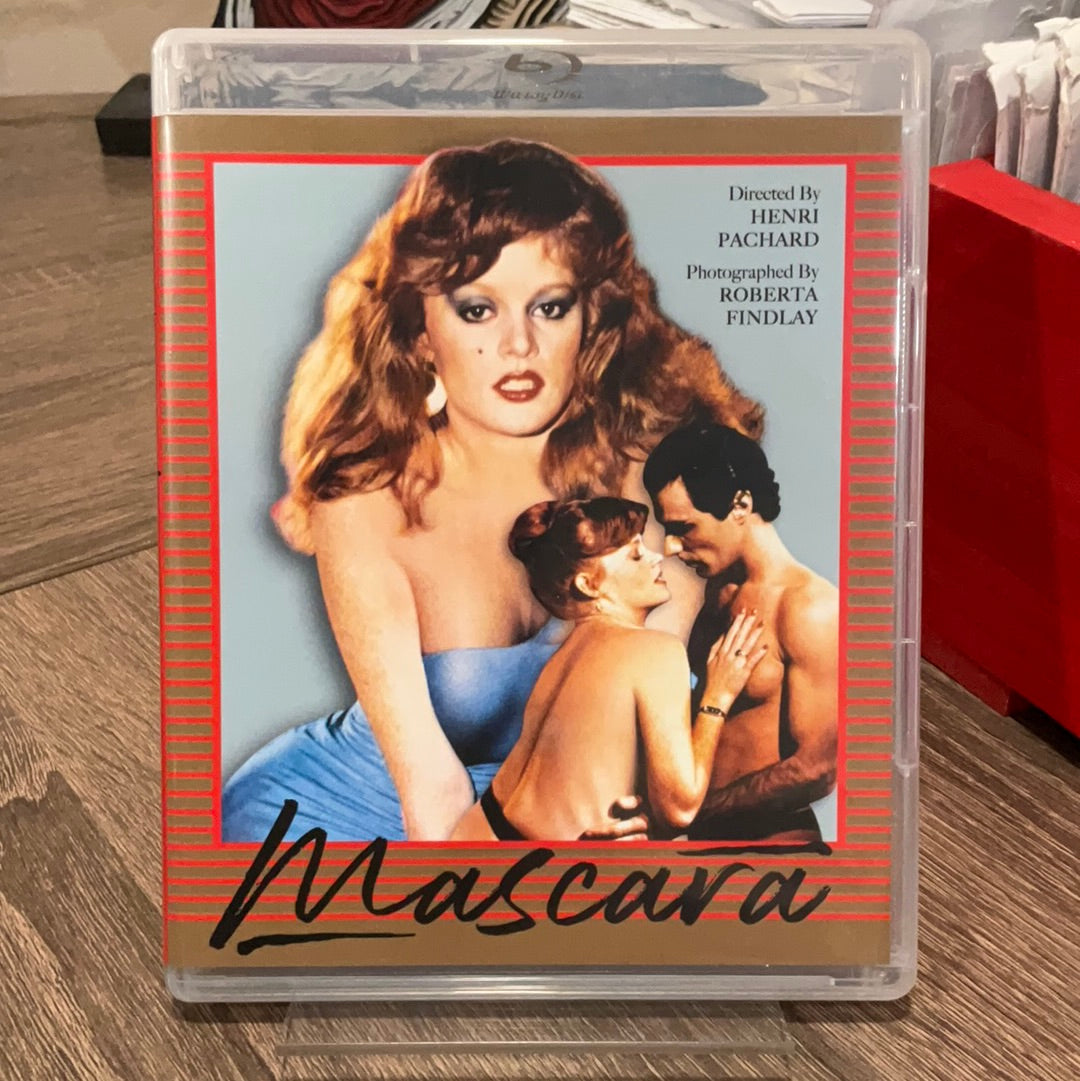 Blu-ray Disc
Directed By
HENRI
PACHARD
Photographed By
ROBERTA
FINDLAY
Mascara